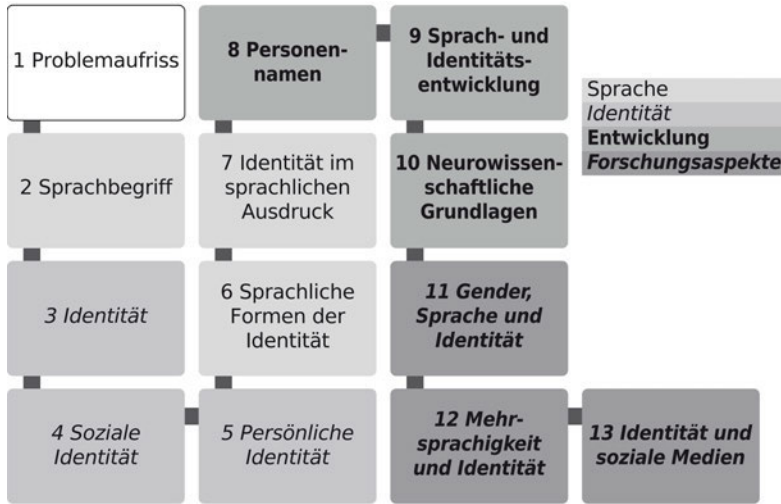 1 Problemaufriss
2 Sprachbegriff
3 Identität
4 Soziale
Identität
5 Persönliche
Identität
6 Sprachliche
Formen der
Identität
7 Identität im
sprachlichen
Ausdruck
8 Personen-
namen
9 Sprach- und
Identitäts-
entwicklung
10 Neurowissen-
schaftliche
Grundlagen
11 Gender,
Sprache und
Identität
12 Mehr-
sprachigkeit
und Identität
13 Identität und
soziale Medien
Sprache
Identität
Entwicklung
Forschungsaspekte